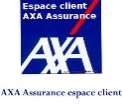 Espace client
AXA Assurance
AXA
AXA Assurance espace client